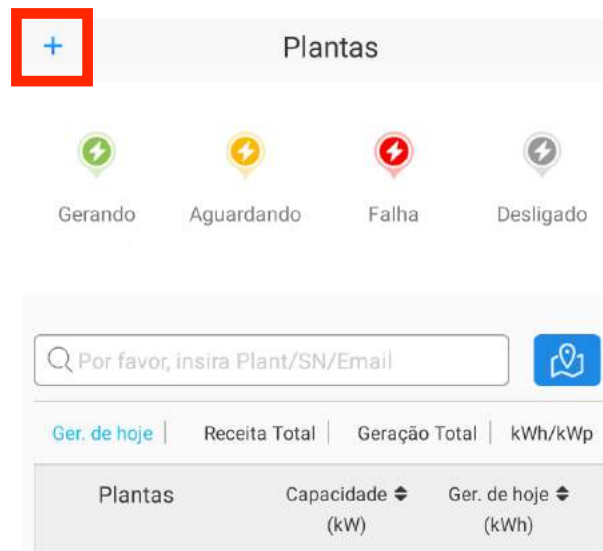 + Plantas
Gerando Aguardando Falha Desligado
Por favor, insira Plant/SN/Email
Ger. de hoje | Receita Total | Geração Total | kWh/kWp
Plantas Capacidade Ger. de hoje
(kW) (kWh)